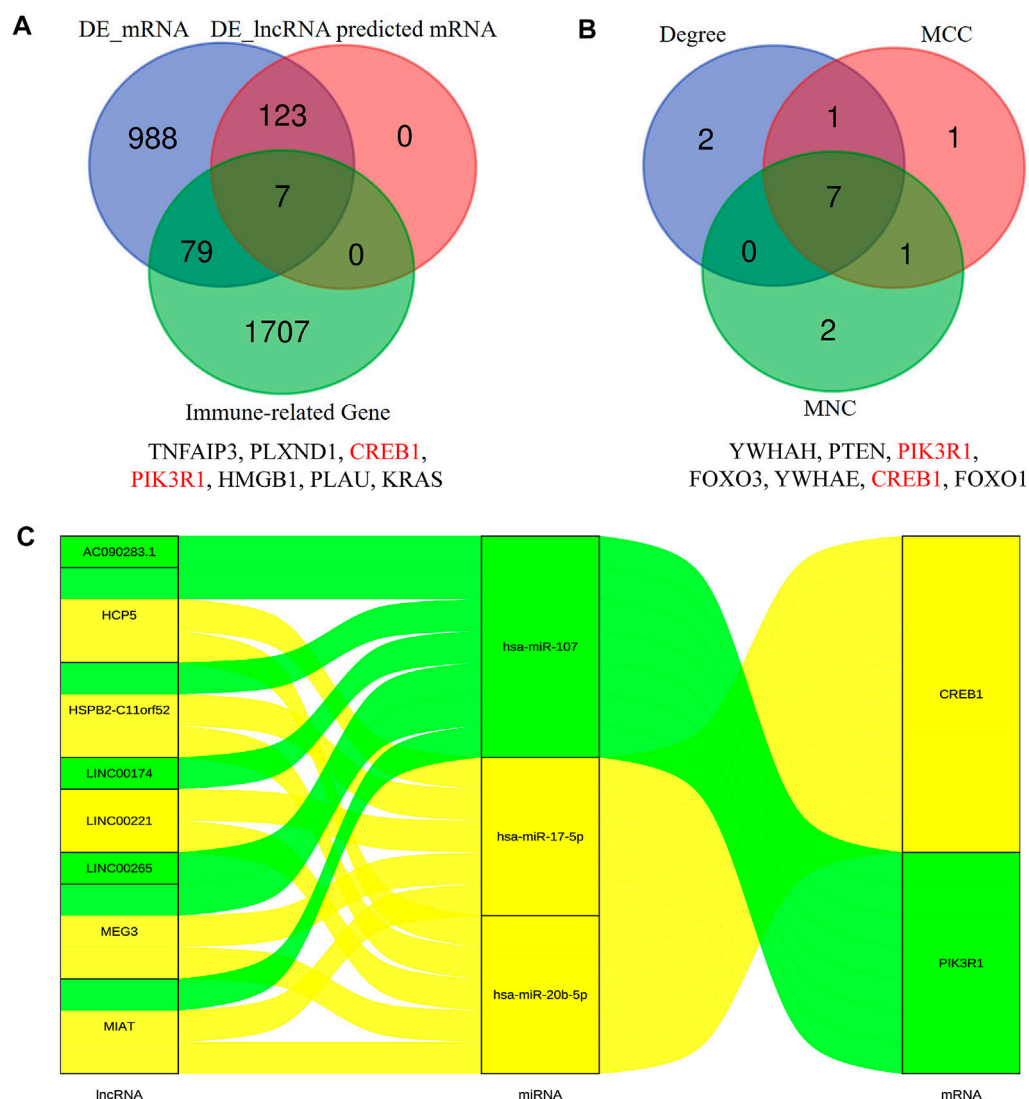 A
DE_mRNA DE_lncRNA predicted mRNA
988
123
0
7
79
0
1707
Immune-related Gene
TNFAIP3, PLXND1, CREB1,
PIK3R1, HMGB1, PLAU, KRAS
B
Degree
MCC
2
1
1
7
0
1
2
MNC
YWHAH, PTEN, PIK3R1,
FOXO3, YWHAE, CREB1, FOXO1
C
AC090283.1
HCP5
HSPB2-C11orf52
LINC00174
LINC00221
LINC00265
MEG3
MIAT
lncRNA
hsa-miR-107
hsa-miR-17-5p
hsa-miR-20b-5p
miRNA
CREB1
PIK3R1
mRNA